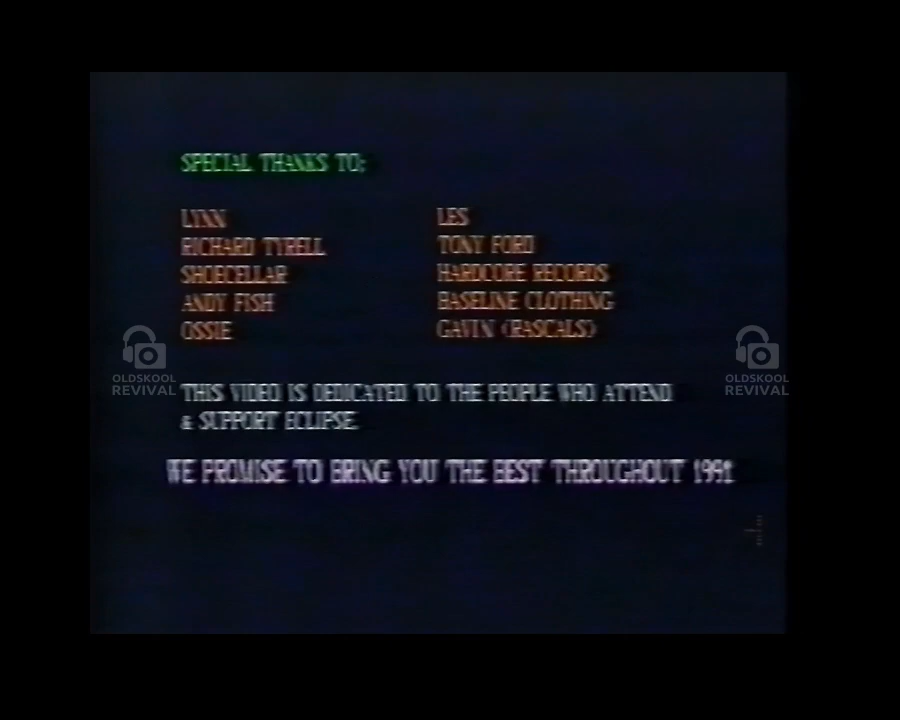 SPECIAL THANKS TO;
LYNN
RICHARD TYRELL
SHOECELLAR
ANDY FISH
OSSIE
LES
TONY FORD
HARDCORE RECORDS
BASELINE CLOTHING
GAVIN (RASCALS)
THIS VIDEO IS DEDICATED TO THE PEOPLE WHO ATTEND
& SUPPORT ECLIPSE.
WE PROMISE TO BRING YOU THE BEST THROUGHOUT 1991
OLDSKOOL
REVIVAL
OLDSKOOL
REVIVAL